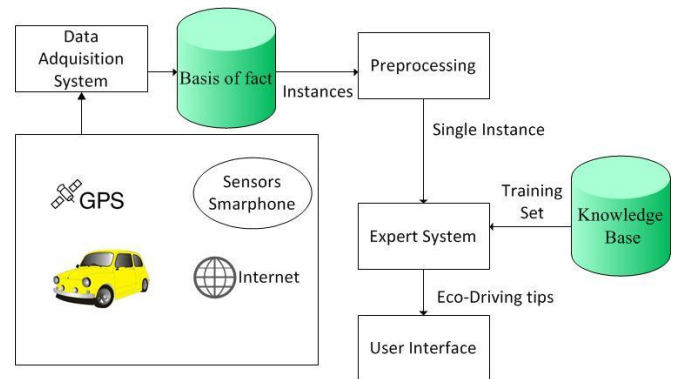 Data
Adquisition
System
Basis of fact
Instances
Preprocessing
Single Instance
GPS
Sensors
Smarphone
Internet
Training
Set
Knowledge
Base
Expert System
Eco-Driving tips
User Interface